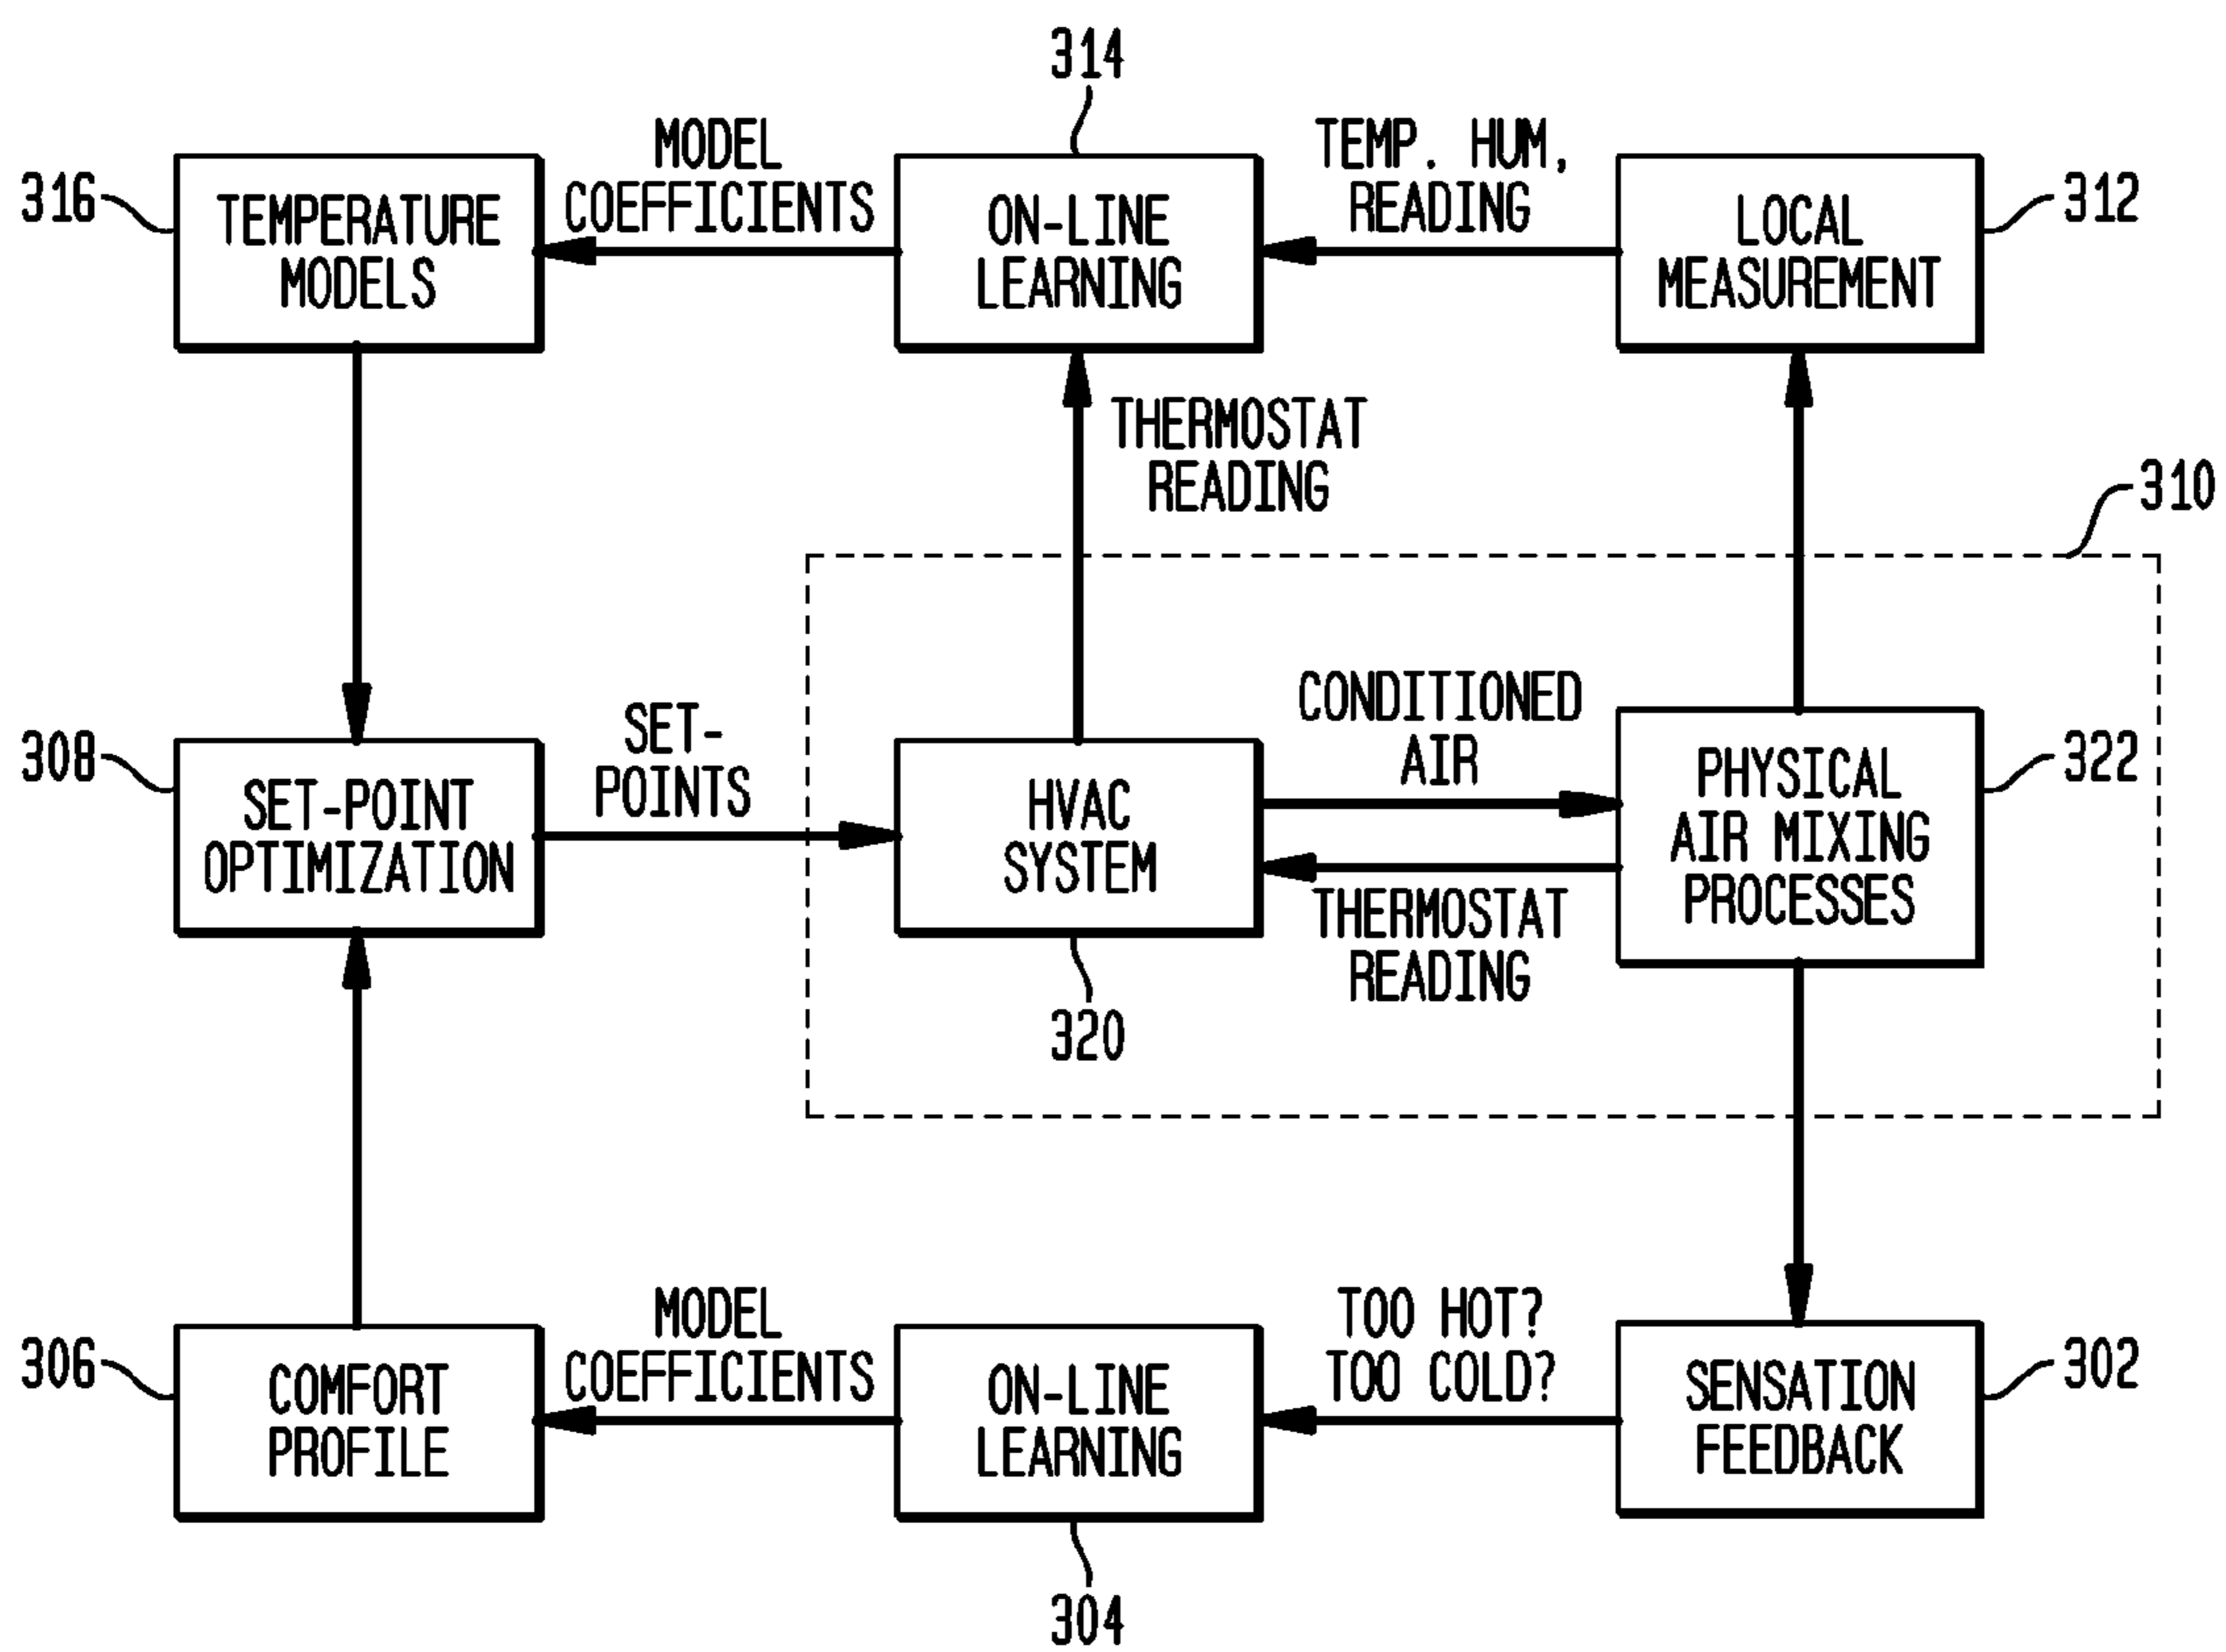 314
MODEL
COEFFICIENTS
TEMP. HUM,
READING
316
TEMPERATURE
MODELS
ON-LINE
LEARNING
LOCAL
MEASUREMENT
312
THERMOSTAT
READING
310
308
SET-POINT
OPTIMIZATION
SET-
POINTS
HVAC
SYSTEM
320
CONDITIONED
AIR
THERMOSTAT
READING
PHYSICAL
AIR MIXING
PROCESSES
322
306
COMFORT
PROFILE
MODEL
COEFFICIENTS
ON-LINE
LEARNING
304
TOO HOT?
TOO COLD?
SENSATION
FEEDBACK
302